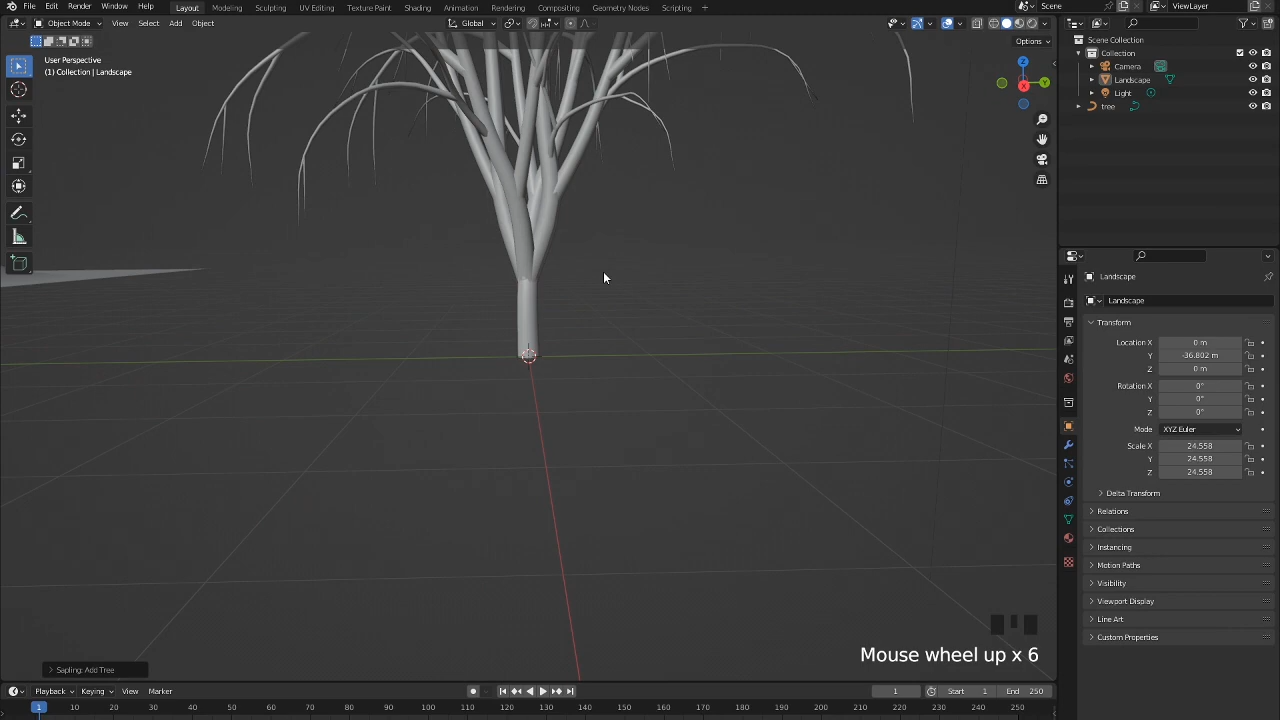 File Edit Render Window Help Layout Modeling Sculpting UV Editing Texture Paint Shading Animation Rendering Compositing Geometry Nodes Scripting Scene ViewLayer
Object Mode View Select Add Object Global
Options
User Perspective
(1) Collection | Landscape
Z
Y
X
Scene Collection
Collection
Camera
Landscape
Light
tree
Landscape
Landscape
Transform
Location X 0 m
Y -36.802 m
Z 0 m
Rotation X 0°
Y 0°
Z 0°
Mode XYZ Euler
Scale X 24.558
Y 24.558
Z 24.558
Delta Transform
Relations
Collections
Instancing
Motion Paths
Visibility
Viewport Display
Line Art
Custom Properties
Mouse wheel up x 6
Sapling: Add Tree
Playback Keying View Marker 1 Start 1 End 250
1 10 20 30 40 50 60 70 80 90 100 110 120 130 140 150 160 170 180 190 200 210 220 230 240 250